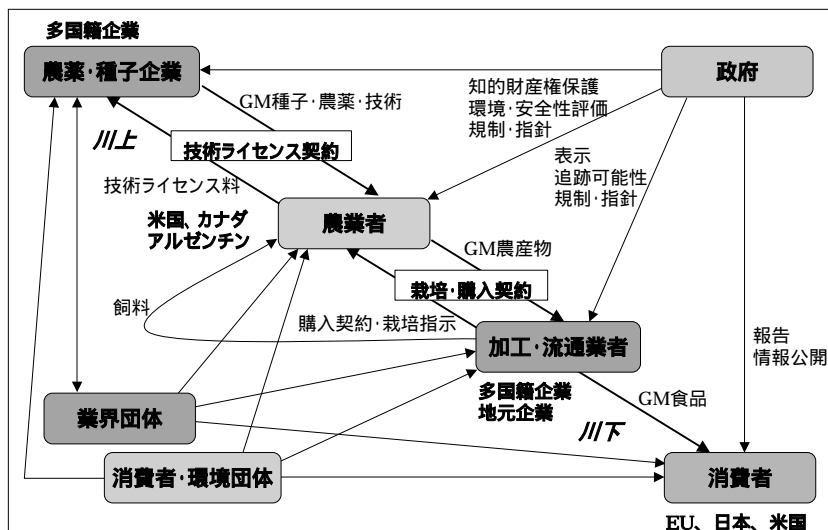 多国籍企業
農薬・種子企業
政府
GM種子・農薬・技術
知的財産権保護
環境・安全性評価
規制・指針
川上
技術ライセンス契約
表示
追跡可能性
規制・指針
技術ライセンス料
米国、カナダ
アルゼンチン
農業者
GM農産物
栽培・購入契約
飼料
購入契約・栽培指示
加工・流通業者
報告
情報公開
多国籍企業
地元企業
GM食品
業界団体
川下
消費者・環境団体
消費者
EU、日本、米国